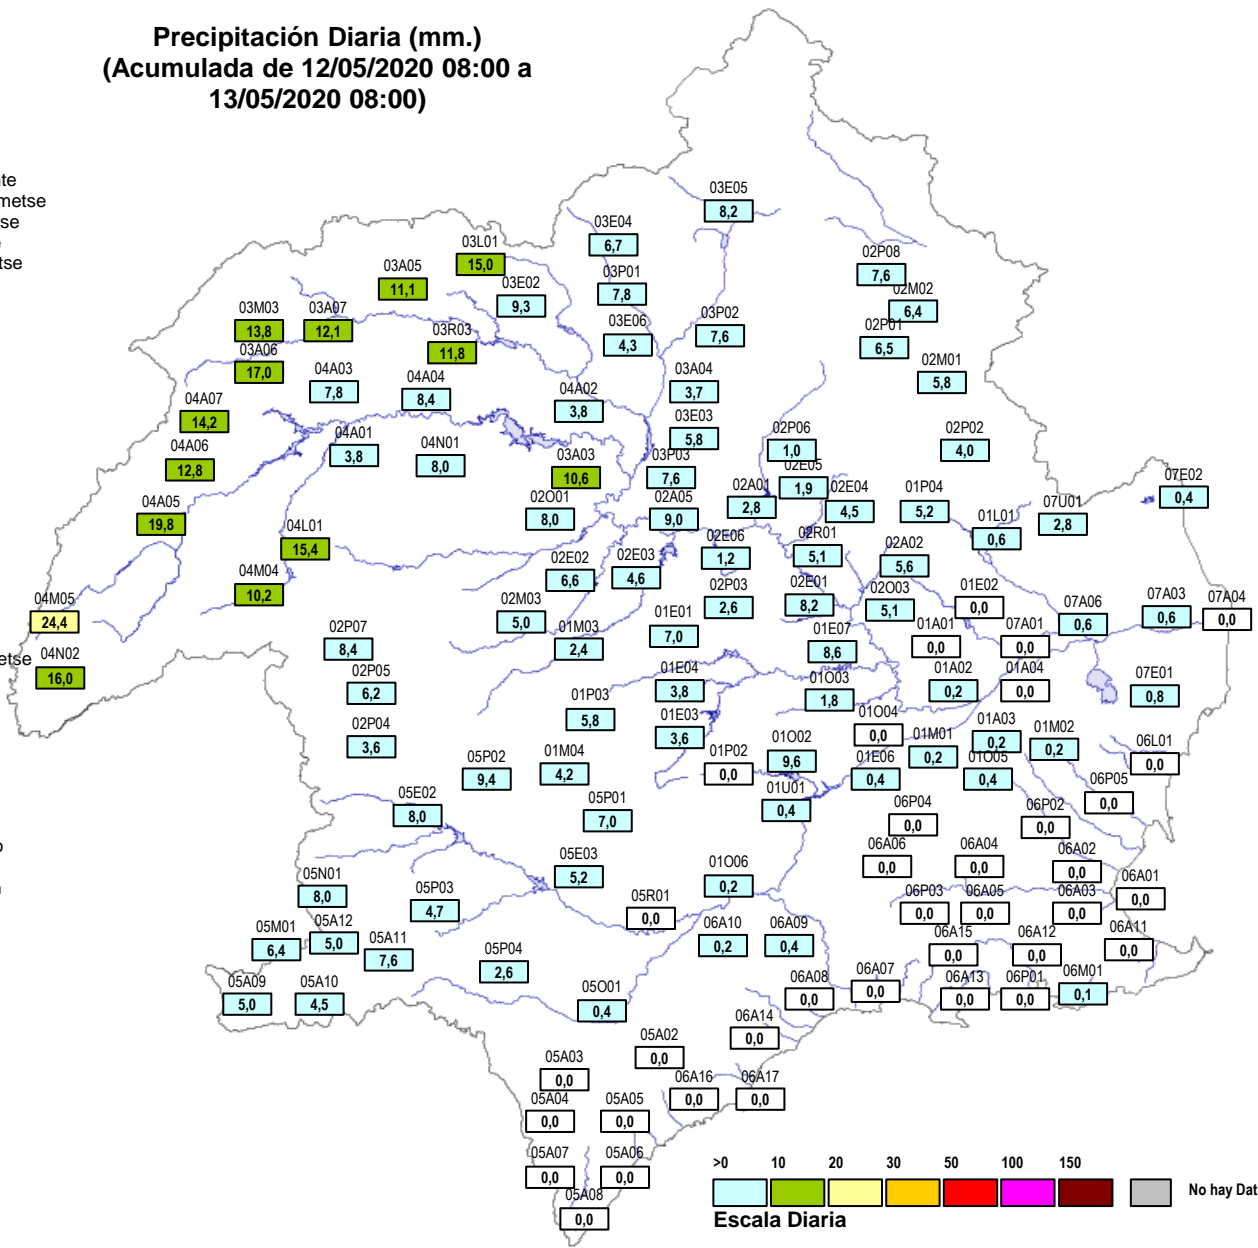 Precipitación Diaria (mm.)
(Acumulada de 12/05/2020 08:00 a
13/05/2020 08:00)
nte
metse
se
e
tse
03E05
8,2
03E04
6,7
03L01
15,0
02P08
7,6
03A05
11,1
03P01
7,8
03E02
9,3
02M02
6,4
03M03
13,8
03A07
12,1
03P02
7,6
03E06
4,3
03R03
11,8
02P01
6,5
03A06
17,0
02M01
5,8
04A03
7,8
04A04
8,4
03A04
3,7
04A02
3,8
04A07
14,2
03E03
5,8
04A01
3,8
04N01
8,0
02P06
1,0
02P02
4,0
04A06
12,8
03A03
10,6
03P03
7,6
02E05
1,9
07E02
0,4
02A01
2,8
02E04
4,5
01P04
5,2
04A05
19,8
02O01
8,0
02A05
9,0
01L01
0,6
07U01
2,8
04L01
15,4
02E06
1,2
02R01
5,1
02A02
5,6
04M04
10,2
02E02
6,6
02E03
4,6
02P03
2,6
02E01
8,2
02O03
5,1
01E02
0,0
07A03
0,6
07A04
0,0
04M05
24,4
02M03
5,0
01E01
7,0
07A06
0,6
02P07
8,4
01M03
2,4
01E07
8,6
01A01
0,0
07A01
0,0
etse
04N02
16,0
02P05
6,2
01E04
3,8
01O03
1,8
01A02
0,2
01A04
0,0
07E01
0,8
01P03
5,8
02P04
3,6
01E03
3,6
01O04
0,0
01A03
0,2
01M02
0,2
05P02
9,4
01M04
4,2
01P02
0,0
01O02
9,6
01M01
0,2
06L01
0,0
01E06
0,4
01O05
0,4
05E02
8,0
05P01
7,0
01U01
0,4
06P05
0,0
06P04
0,0
06P02
0,0
o
05E03
5,2
06A06
0,0
06A04
0,0
06A02
0,0
n
05N01
8,0
05P03
4,7
01O06
0,2
06A01
0,0
05R01
0,0
06P03
0,0
06A05
0,0
06A03
0,0
05M01
6,4
05A12
5,0
06A10
0,2
06A09
0,4
06A15
0,0
06A12
0,0
06A11
0,0
05A11
7,6
05P04
2,6
05A09
5,0
05A10
4,5
05O01
0,4
06A08
0,0
06A07
0,0
06A13
0,0
06P01
0,0
06M01
0,1
06A14
0,0
05A02
0,0
05A03
0,0
06A16
0,0
06A17
0,0
05A04
0,0
05A05
0,0
05A07
0,0
05A06
0,0
05A08
0,0
>0 10 20 30 50 100 150
No hay Dat
Escala Diaria